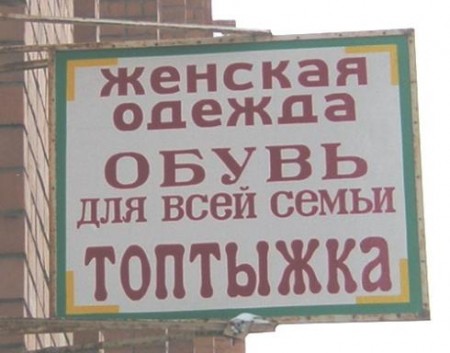 ЖЕНСКАЯ
ОДЕЖДА
ОБУВЬ
ДЛЯ ВСЕЙ СЕМЬИ
ТОПТЫЖКА